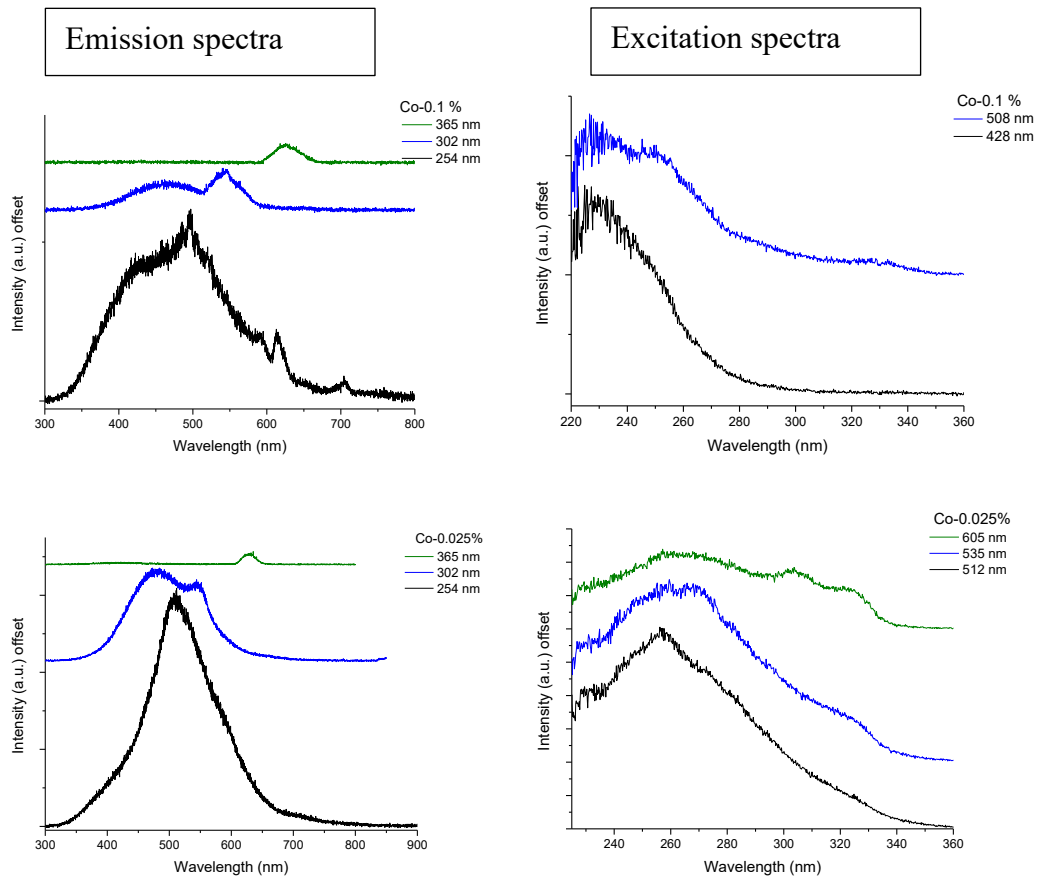 Emission spectra
Excitation spectra
Co-0.1 %
365 nm
302 nm
254 nm
Intensity (a.u.) offset
300 400 500 600 700 800
Wavelength (nm)
Co-0.1 %
508 nm
428 nm
Intensity (a.u.) offset
220 240 260 280 300 320 340 360
Wavelength (nm)
Co-0.025%
365 nm
302 nm
254 nm
Intensity (a.u.) offset
300 400 500 600 700 800 900
Wavelength (nm)
Co-0.025%
605 nm
535 nm
512 nm
Intensity (a.u.) offset
240 260 280 300 320 340 360
Wavelength (nm)